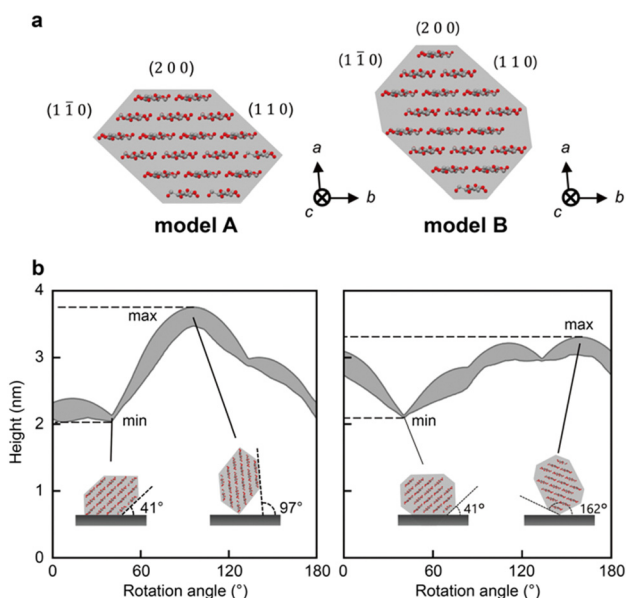 a
(2 0 0)
(1 1̄ 0)
(1 1 0)
a
c
b
model A
(2 0 0)
(1 1̄ 0)
(1 1 0)
a
c
b
model B
b
Height (nm)
4
3
2
1
0
max
min
41°
97°
0 60 120 180
Rotation angle (°)
max
min
41°
162°
0 60 120 180
Rotation angle (°)